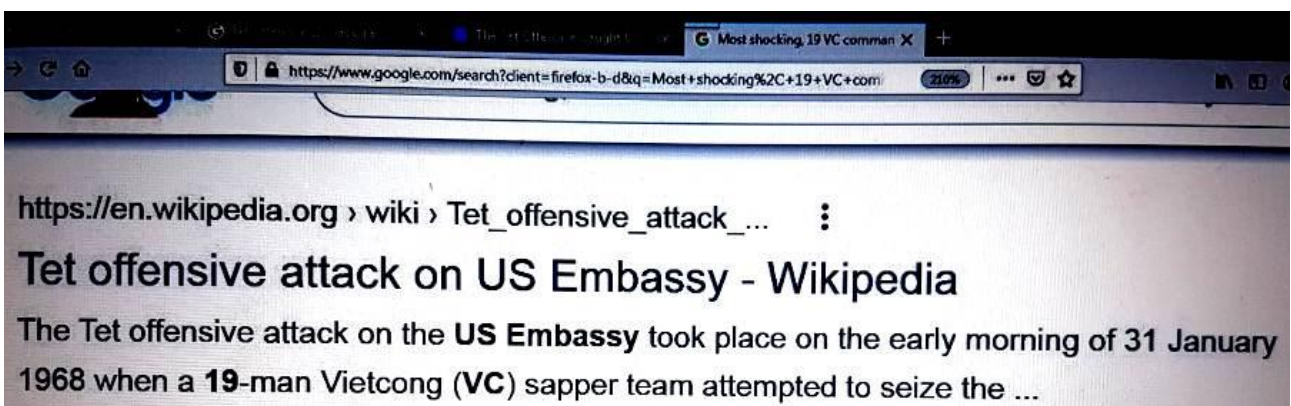 Most shocking, 19 VC comman
https://www.google.com/search?client=firefox-b-d&q=Most+shocking%2C+19+VC+com
210%
https://en.wikipedia.org › wiki › Tet_offensive_attack_...
Tet offensive attack on US Embassy - Wikipedia
The Tet offensive attack on the US Embassy took place on the early morning of 31 January
1968 when a 19-man Vietcong (VC) sapper team attempted to seize the ...